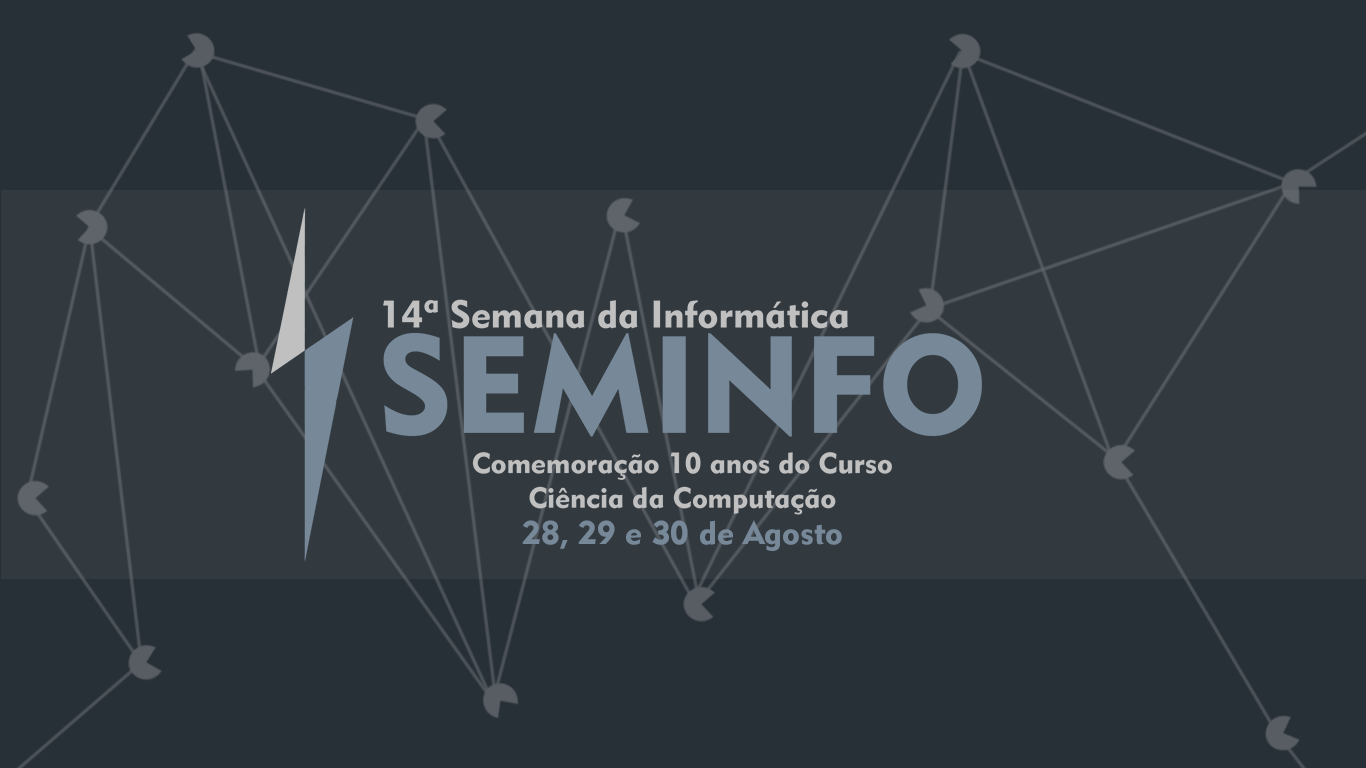 14ª Semana da Informática
SEMINFO
Comemoração 10 anos do Curso
Ciência da Computação
28, 29 e 30 de Agosto